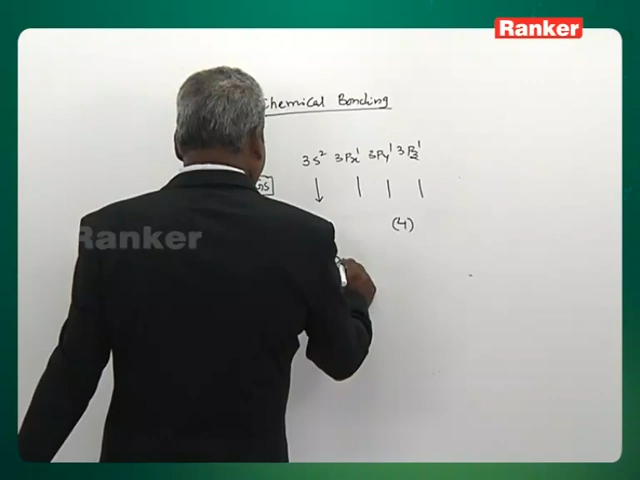 Ranker
Chemical Bonding
3s² 3Px¹ 3Py¹ 3Pz¹
GS
(4)
Ranker